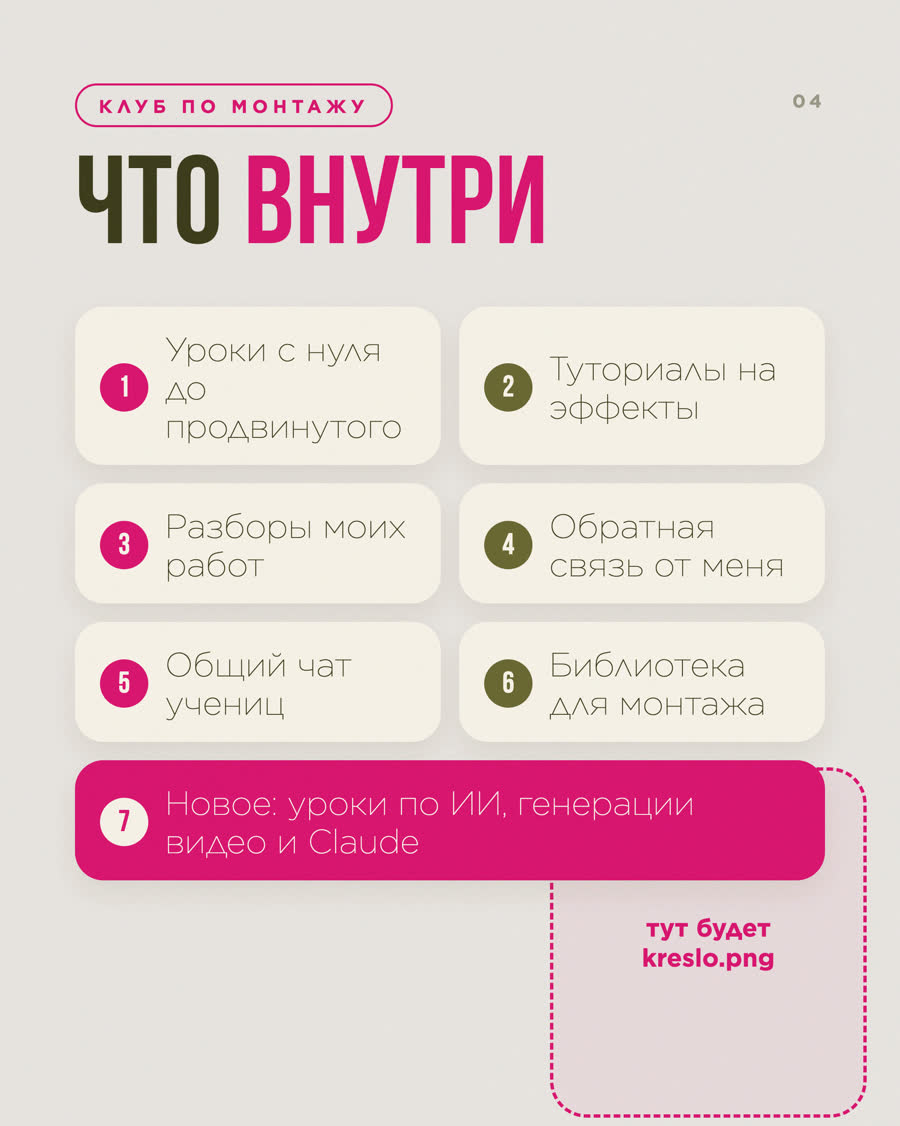 КЛУБ ПО МОНТАЖУ
04
ЧТО ВНУТРИ
1
Уроки с нуля
до
продвинутого
2
Туториалы на
эффекты
3
Разборы моих
работ
4
Обратная
связь от меня
5
Общий чат
учениц
6
Библиотека
для монтажа
7
Новое: уроки по ИИ, генерации
видео и Claude
тут будет
kreslo.png